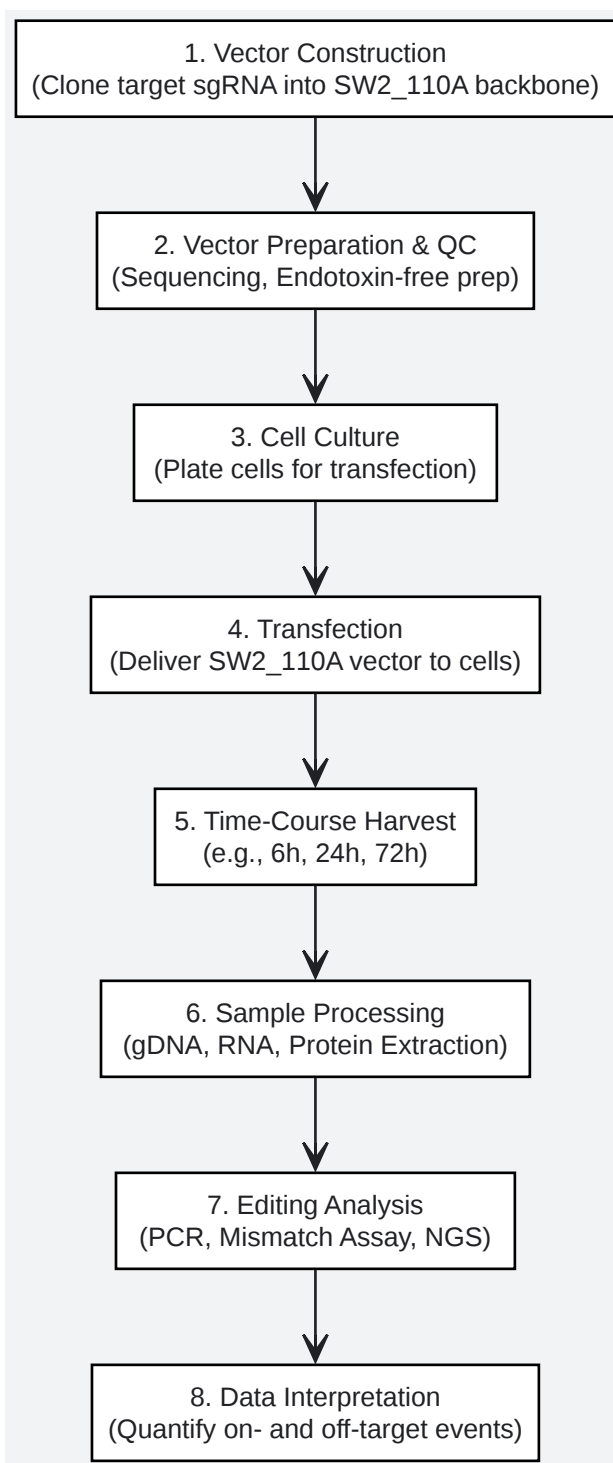 1. Vector Construction
(Clone target sgRNA into SW2_110A backbone)
2. Vector Preparation & QC
(Sequencing, Endotoxin-free prep)
3. Cell Culture
(Plate cells for transfection)
4. Transfection
(Deliver SW2_110A vector to cells)
5. Time-Course Harvest
(e.g., 6h, 24h, 72h)
6. Sample Processing
(gDNA, RNA, Protein Extraction)
7. Editing Analysis
(PCR, Mismatch Assay, NGS)
8. Data Interpretation
(Quantify on- and off-target events)